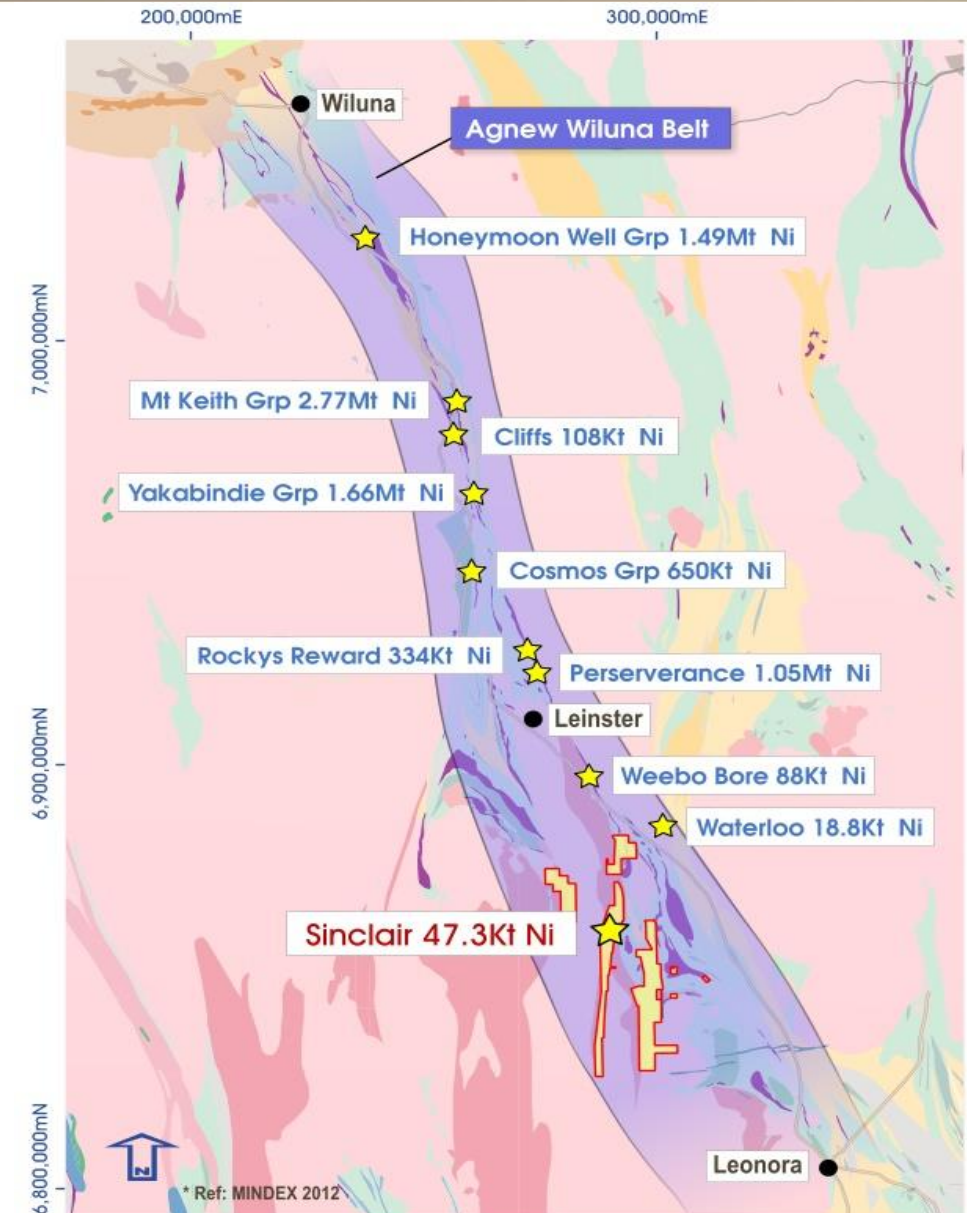 200,000mE
300,000mE
Wiluna
Agnew Wiluna Belt
Honeymoon Well Grp 1.49Mt Ni
7,000,000mN
Mt Keith Grp 2.77Mt Ni
Cliffs 108Kt Ni
Yakabindie Grp 1.66Mt Ni
Cosmos Grp 650Kt Ni
Rockys Reward 334Kt Ni
Perserverance 1.05Mt Ni
Leinster
6,900,000mN
Weebo Bore 88Kt Ni
Waterloo 18.8Kt Ni
Sinclair 47.3Kt Ni
6,800,000mN
Leonora
N
* Ref: MINDEX 2012